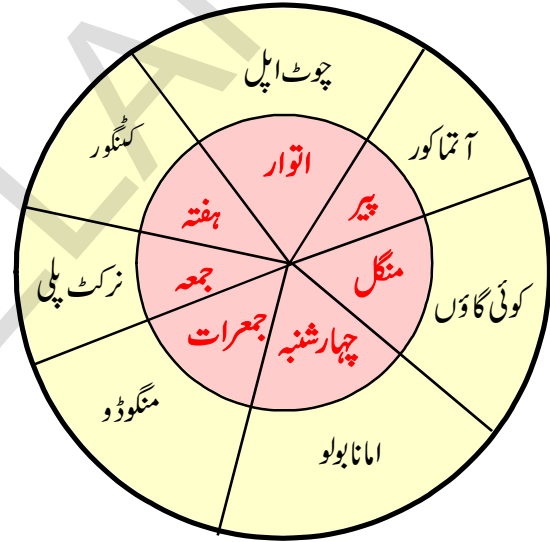 چوٹ اپل
اتوار
آتماکور
پیر
کوئی گاؤں
منگل
امانابولو
چہارشنبہ
منگوڈو
جمعرات
نرکٹ پلی
جمعہ
کٹنگور
ہفتہ